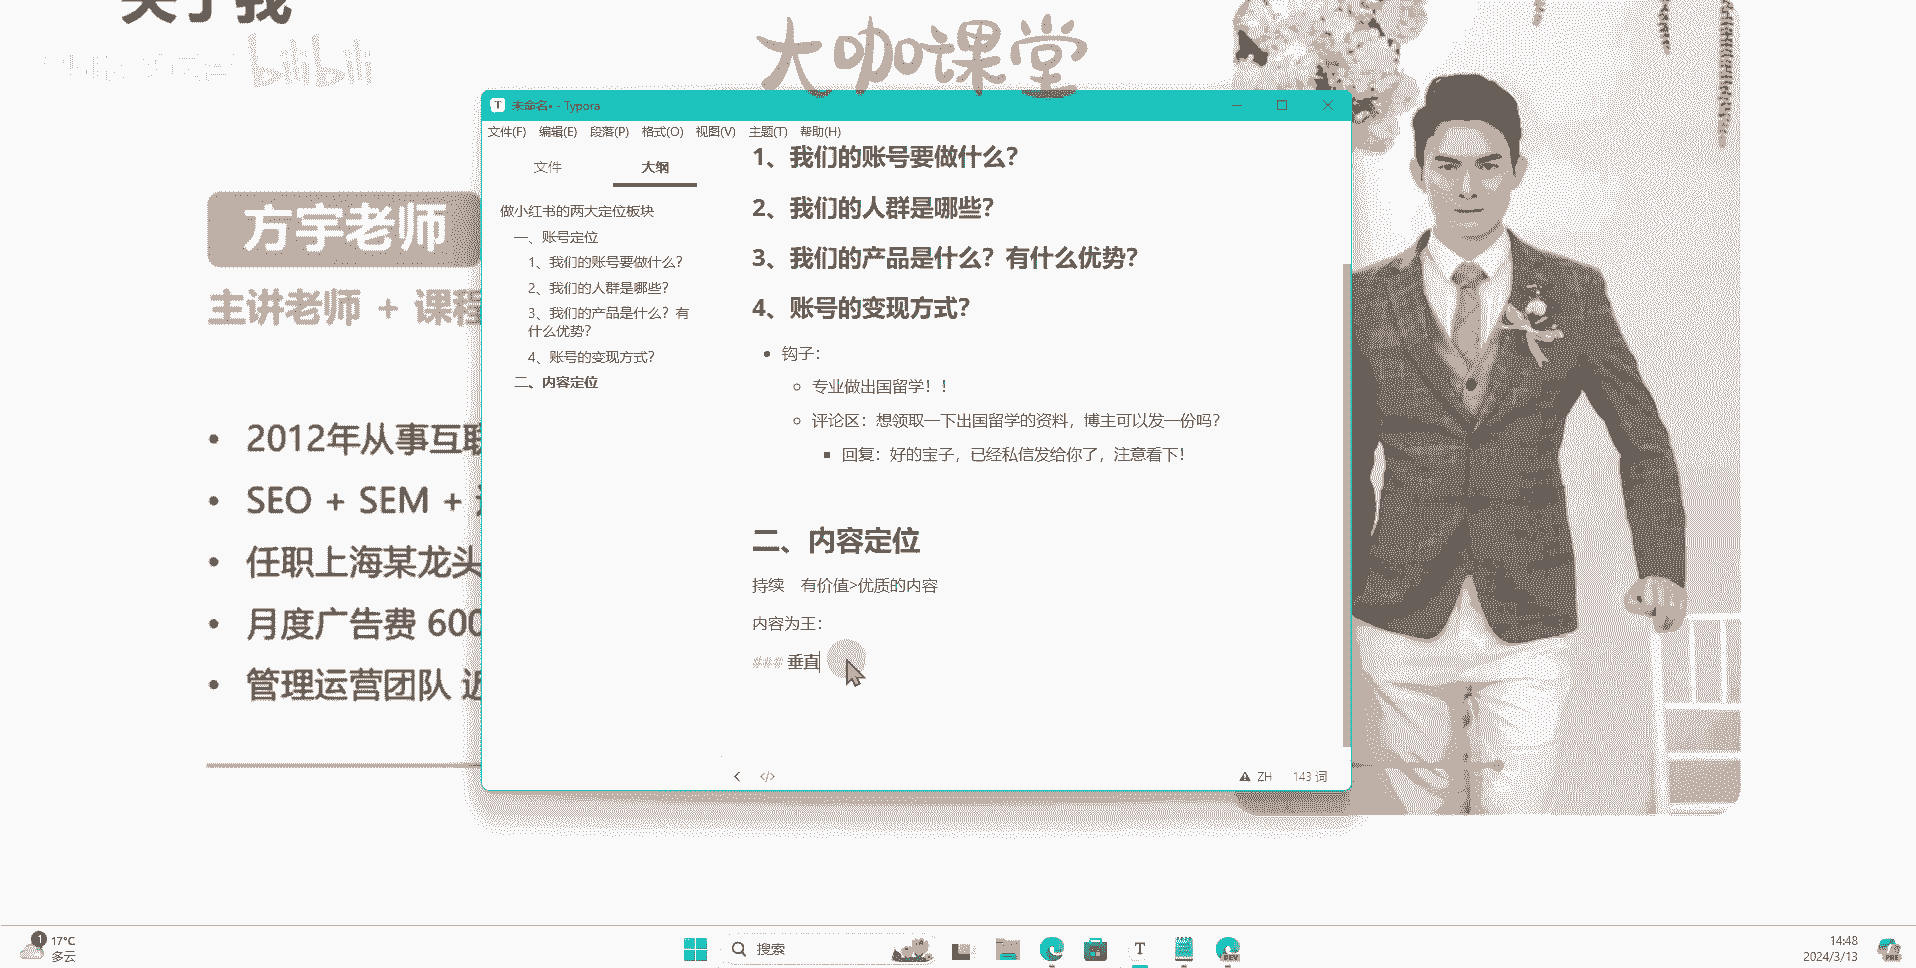 关于我
bilibili
大咖课堂
方宇老师
主讲老师 + 课程
2012年从事互联
SEO + SEM +
任职上海某龙头
月度广告费 600
管理运营团队 近
未命名• - Typora
文件(F) 编辑(E) 段落(P) 格式(O) 视图(V) 主题(T) 帮助(H)
文件 大纲
做小红书的两大定位板块
一、账号定位
1、我们的账号要做什么？
2、我们的人群是哪些？
3、我们的产品是什么？有
什么优势？
4、账号的变现方式？
二、内容定位
1、我们的账号要做什么？
2、我们的人群是哪些？
3、我们的产品是什么？有什么优势？
4、账号的变现方式？
钩子：
专业做出国留学！！
评论区：想领取一下出国留学的资料，博主可以发一份吗？
回复：好的宝子，已经私信发给你了，注意看下！
二、内容定位
持续 有价值>优质的内容
内容为王：
### 垂直
</> ZH 143 词
1 17°C
多云
搜索
T
DEV
14:48
2024/3/13
PRE